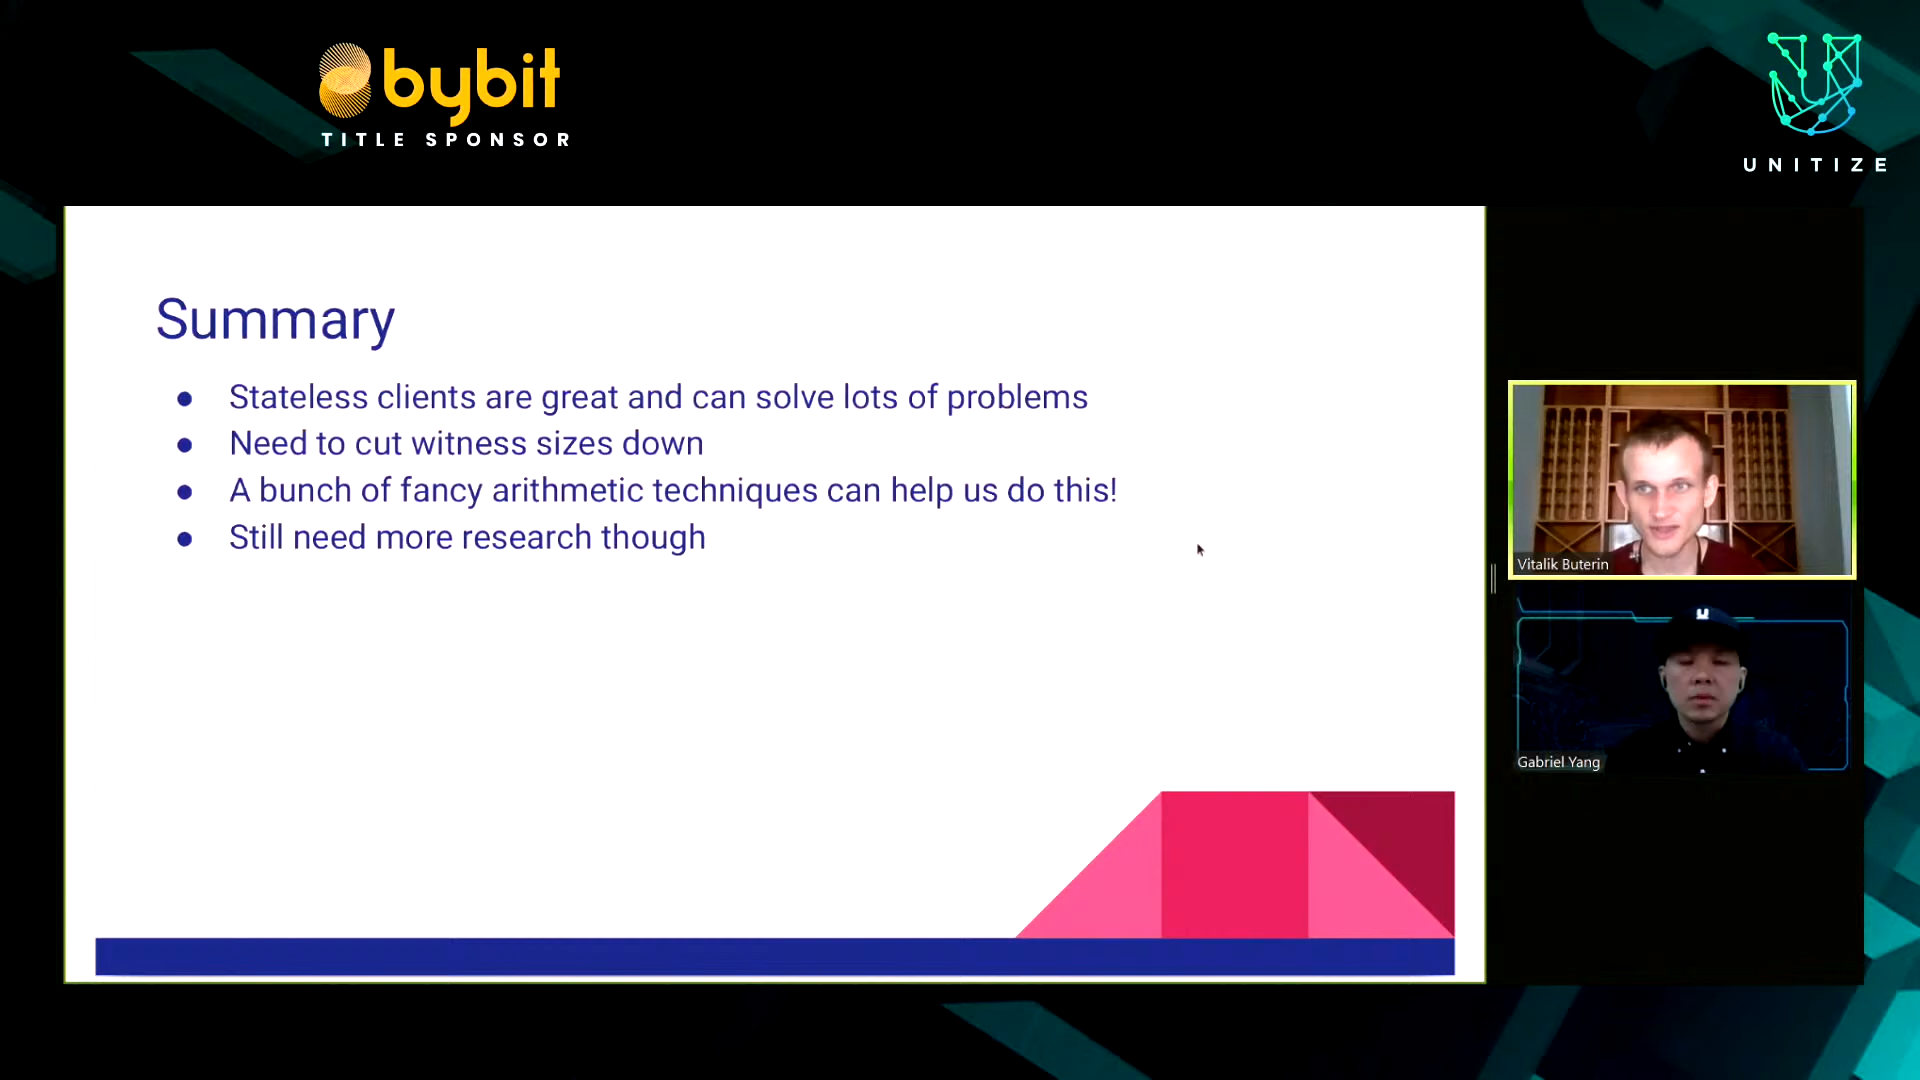 bybit
TITLE SPONSOR
UNITIZE
Summary
● Stateless clients are great and can solve lots of problems
● Need to cut witness sizes down
● A bunch of fancy arithmetic techniques can help us do this!
● Still need more research though
Vitalik Buterin
Gabriel Yang